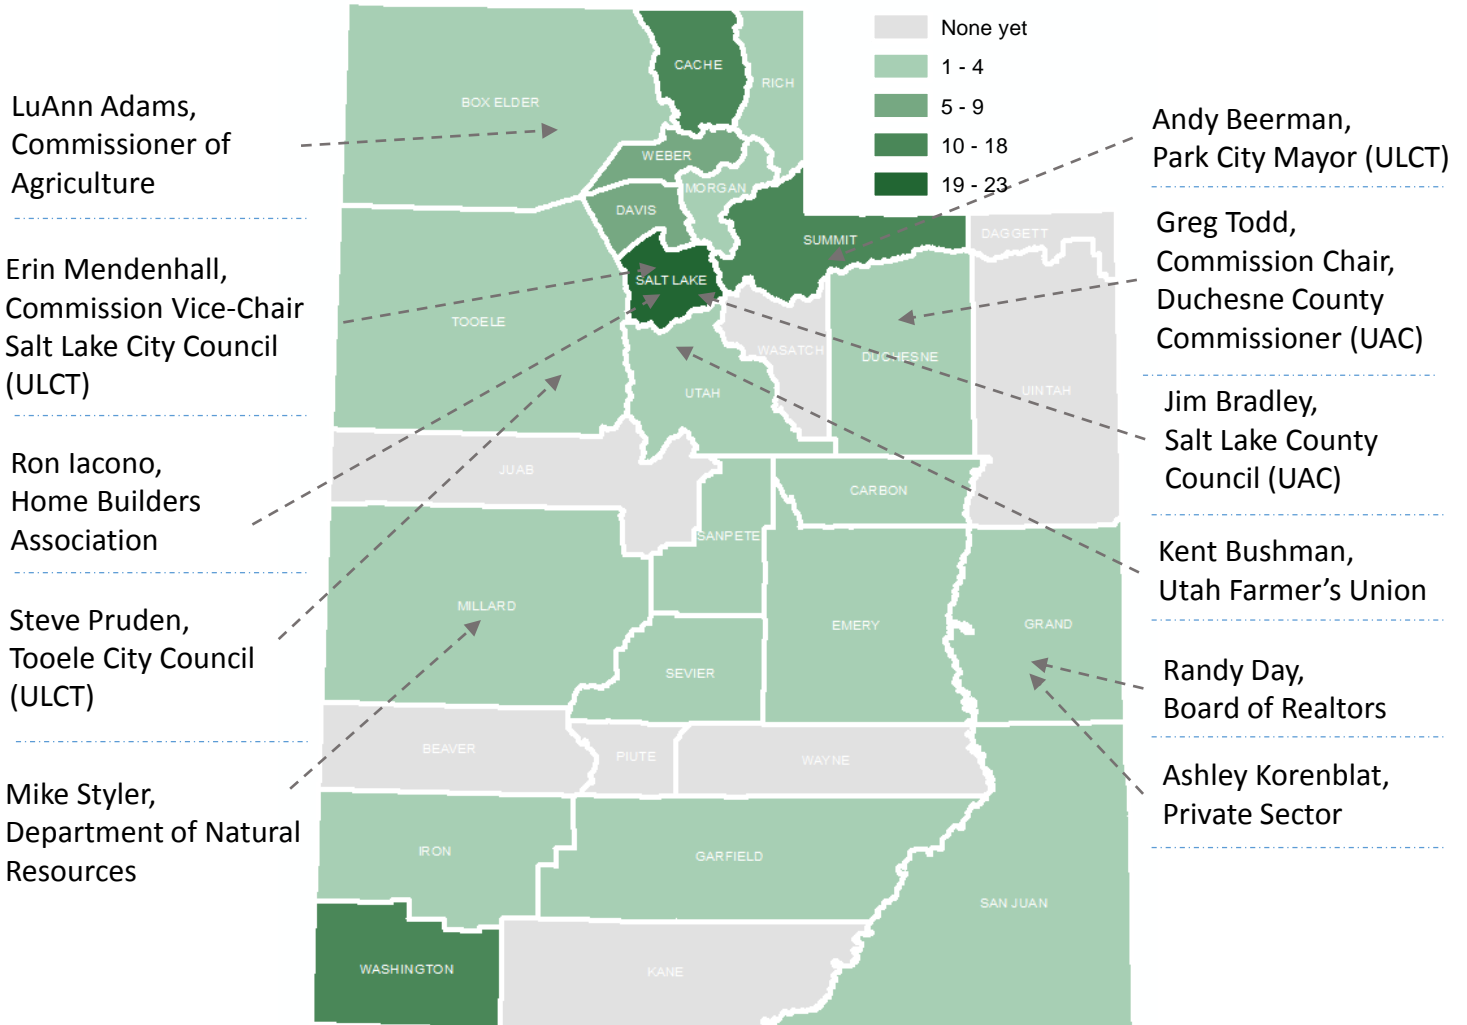 None yet
1 - 4
5 - 9
10 - 18
19 - 23
LuAnn Adams,
Commissioner of
Agriculture
Erin Mendenhall,
Commission Vice-Chair
Salt Lake City Council
(ULCT)
Ron Iacono,
Home Builders
Association
Steve Pruden,
Tooele City Council
(ULCT)
Mike Styler,
Department of Natural
Resources
CACHE
RICH
BOX ELDER
WEBER
MORGAN
DAVIS
SUMMIT
DAGGETT
SALT LAKE
TOOELE
WASATCH
DUCHESNE
UINTAH
UTAH
JUAB
CARBON
SANPETE
MILLARD
EMERY
GRAND
SEVIER
BEAVER
PIUTE
WAYNE
IRON
GARFIELD
SAN JUAN
WASHINGTON
KANE
Andy Beerman,
Park City Mayor (ULCT)
Greg Todd,
Commission Chair,
Duchesne County
Commissioner (UAC)
Jim Bradley,
Salt Lake County
Council (UAC)
Kent Bushman,
Utah Farmer’s Union
Randy Day,
Board of Realtors
Ashley Korenblat,
Private Sector